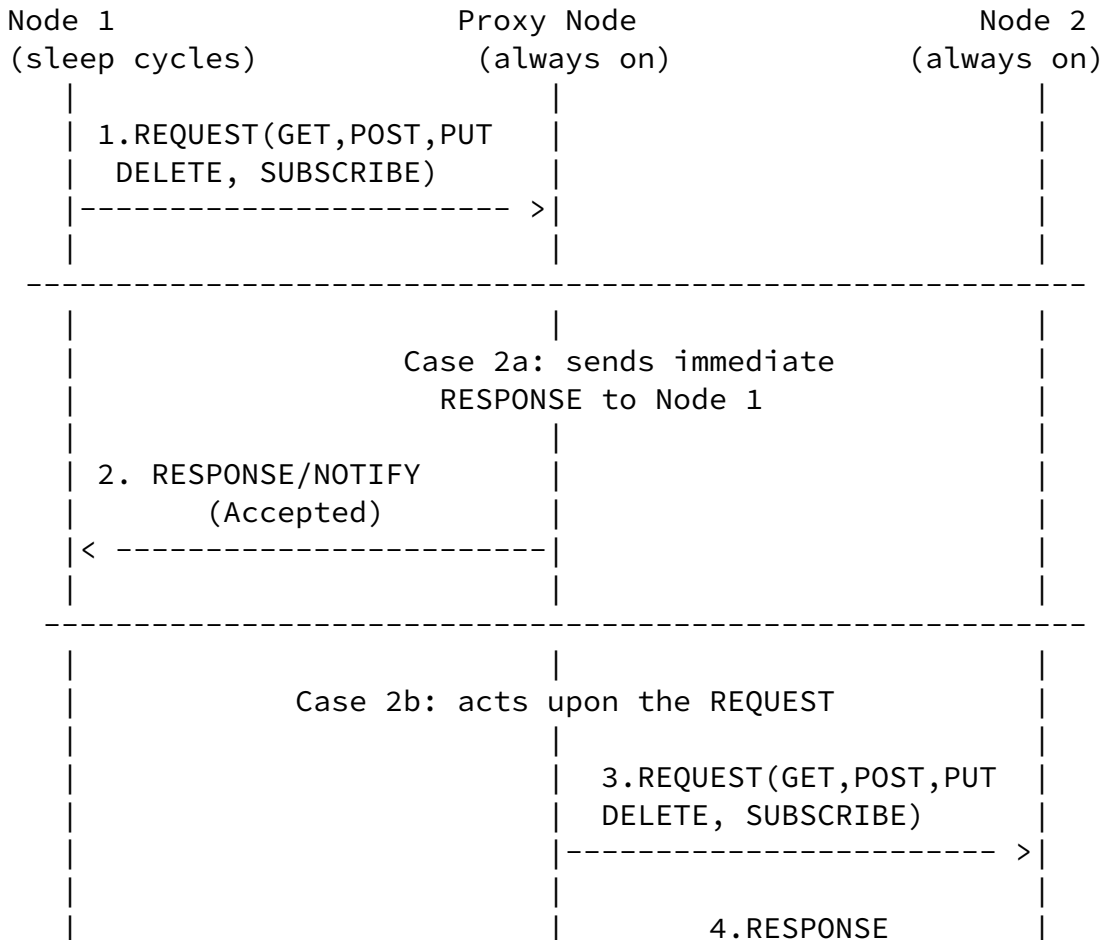 Node 1 Proxy Node Node 2
(sleep cycles) (always on) (always on)
1.REQUEST(GET,POST,PUT
DELETE, SUBSCRIBE)
Case 2a: sends immediate
RESPONSE to Node 1
2. RESPONSE/NOTIFY
(Accepted)
Case 2b: acts upon the REQUEST
3.REQUEST(GET,POST,PUT
DELETE, SUBSCRIBE)
4.RESPONSE